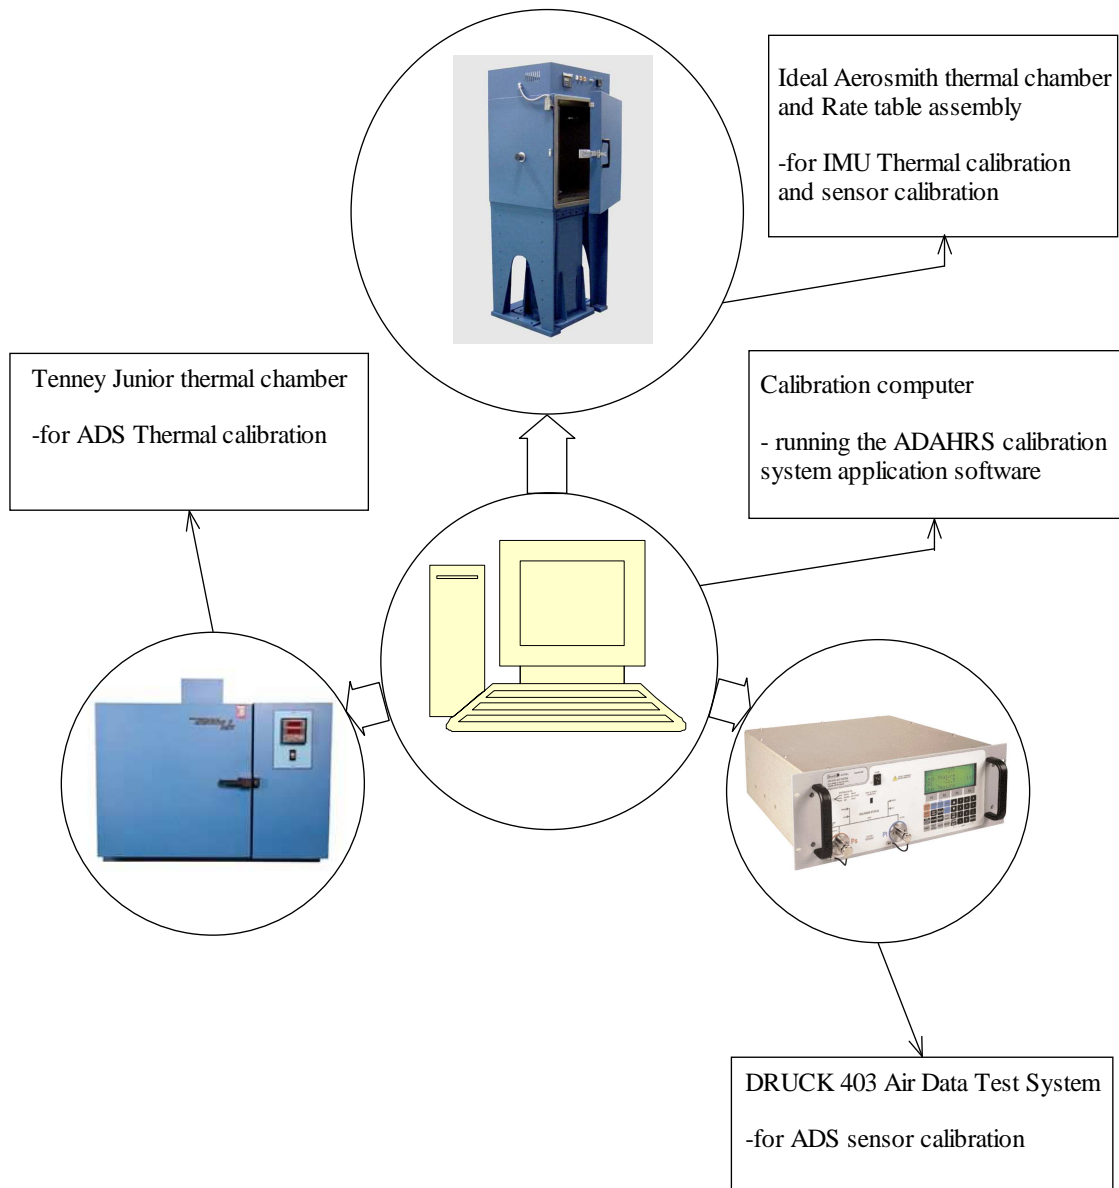 Ideal Aerosmith thermal chamber
and Rate table assembly
-for IMU Thermal calibration
and sensor calibration
Tenney Junior thermal chamber
-for ADS Thermal calibration
Calibration computer
- running the ADAHRS calibration
system application software
Ps
DRUCK 403 Air Data Test System
-for ADS sensor calibration